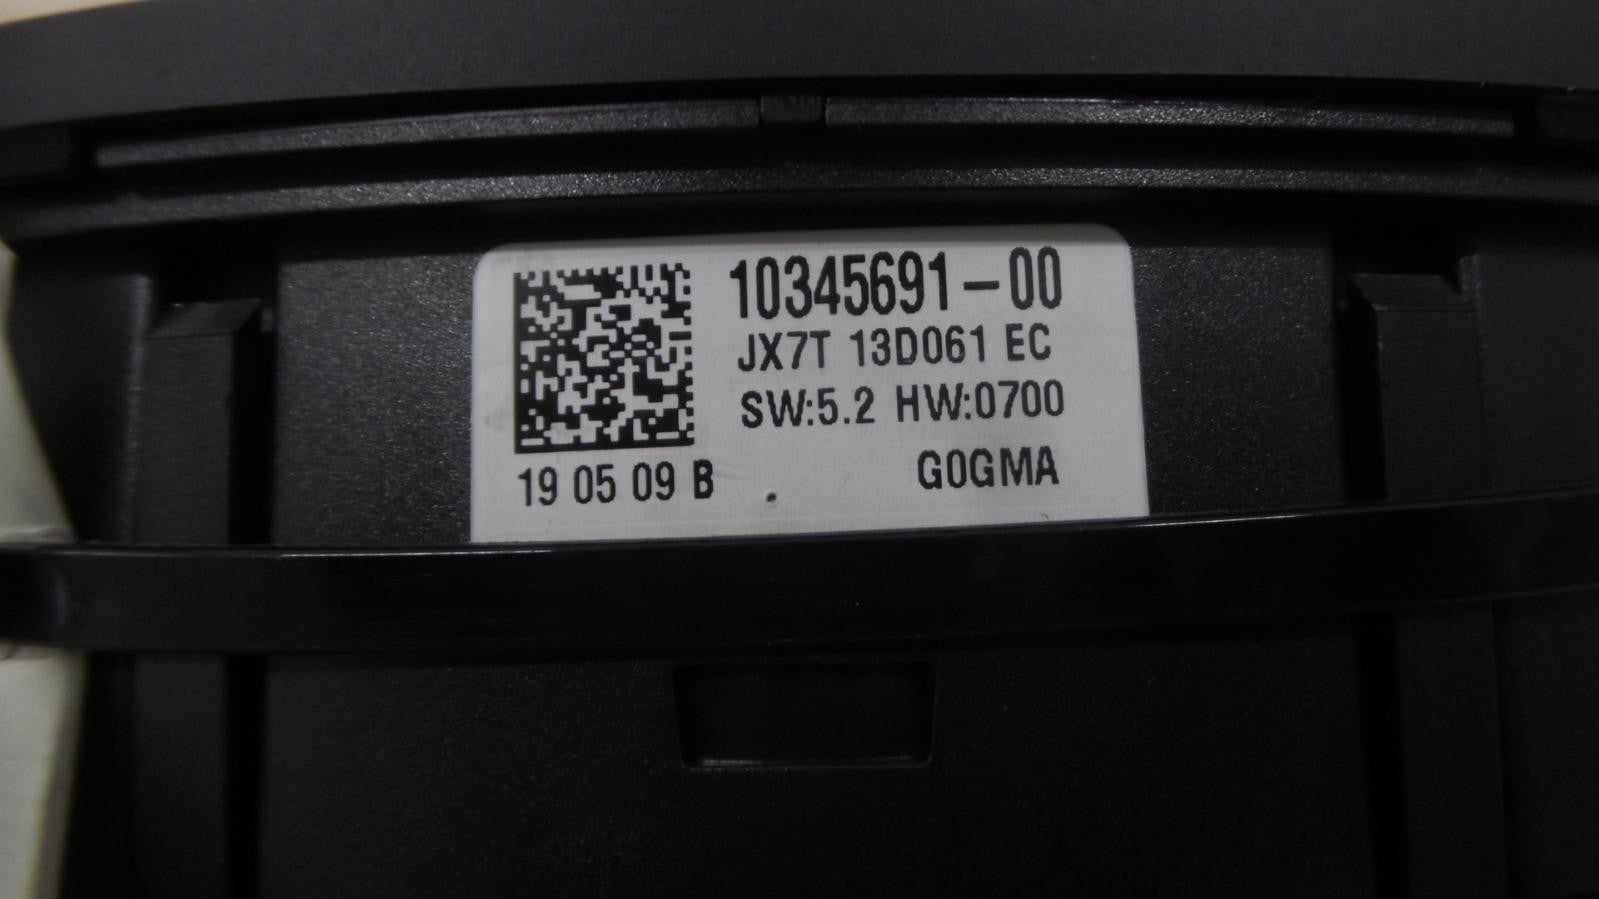 10345691-00
JX7T 13D061 EC
SW:5.2 HW:0700
19 05 09 B
G0GMA